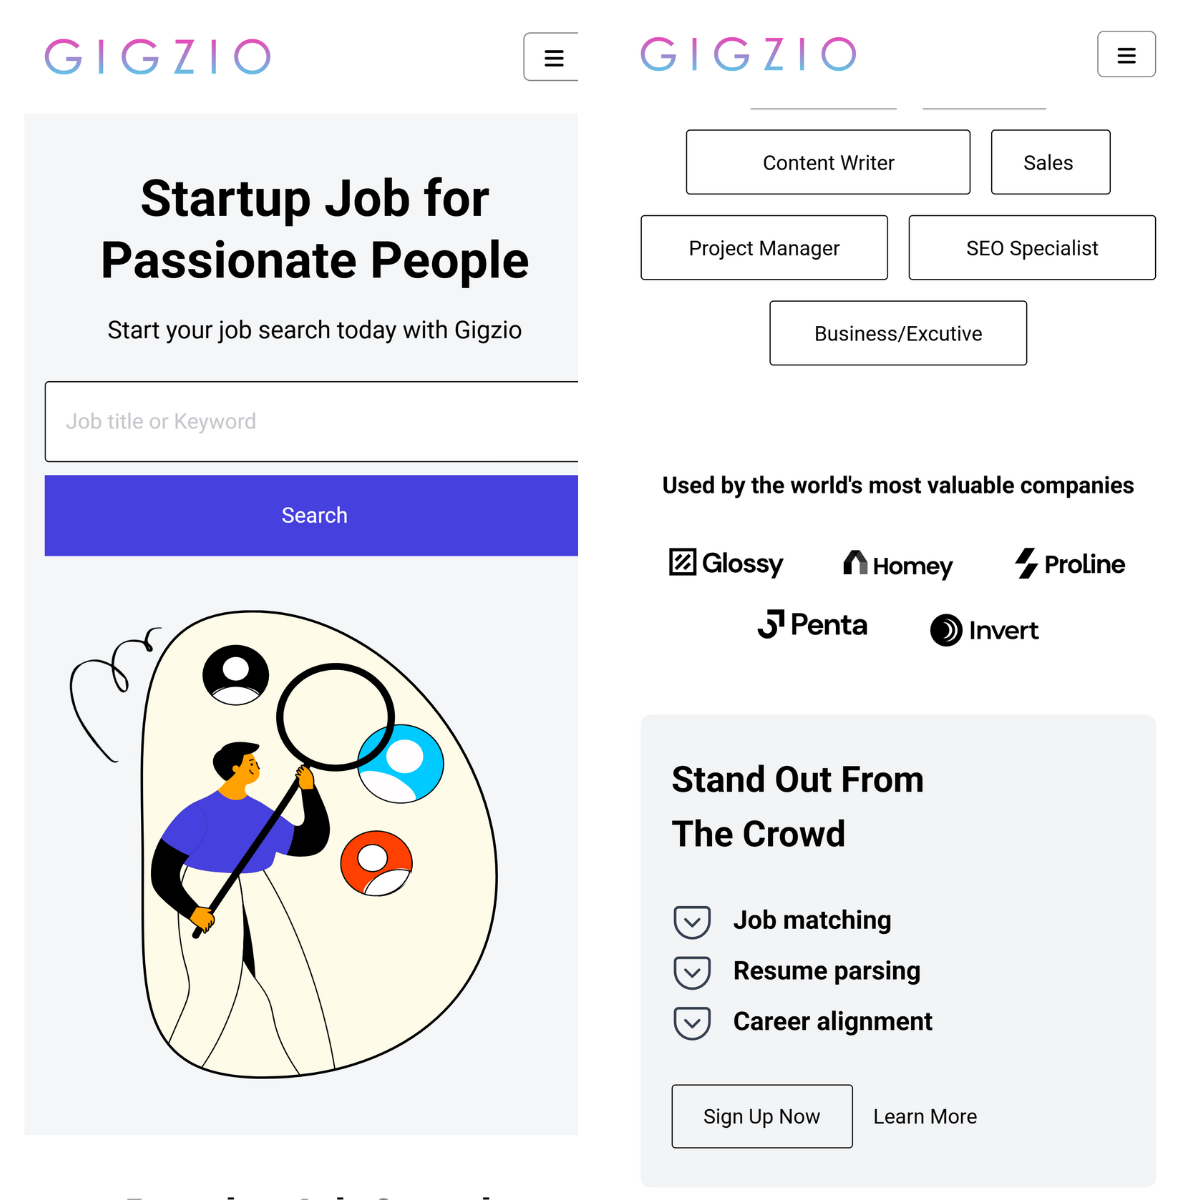 GIGZIO
Startup Job for
Passionate People
Start your job search today with Gigzio
Job title or Keyword
Search
GIGZIO
Content Writer
Sales
Project Manager
SEO Specialist
Business/Excutive
Used by the world's most valuable companies
Glossy
Homey
ProLine
Penta
Invert
Stand Out From
The Crowd
Job matching
Resume parsing
Career alignment
Sign Up Now
Learn More